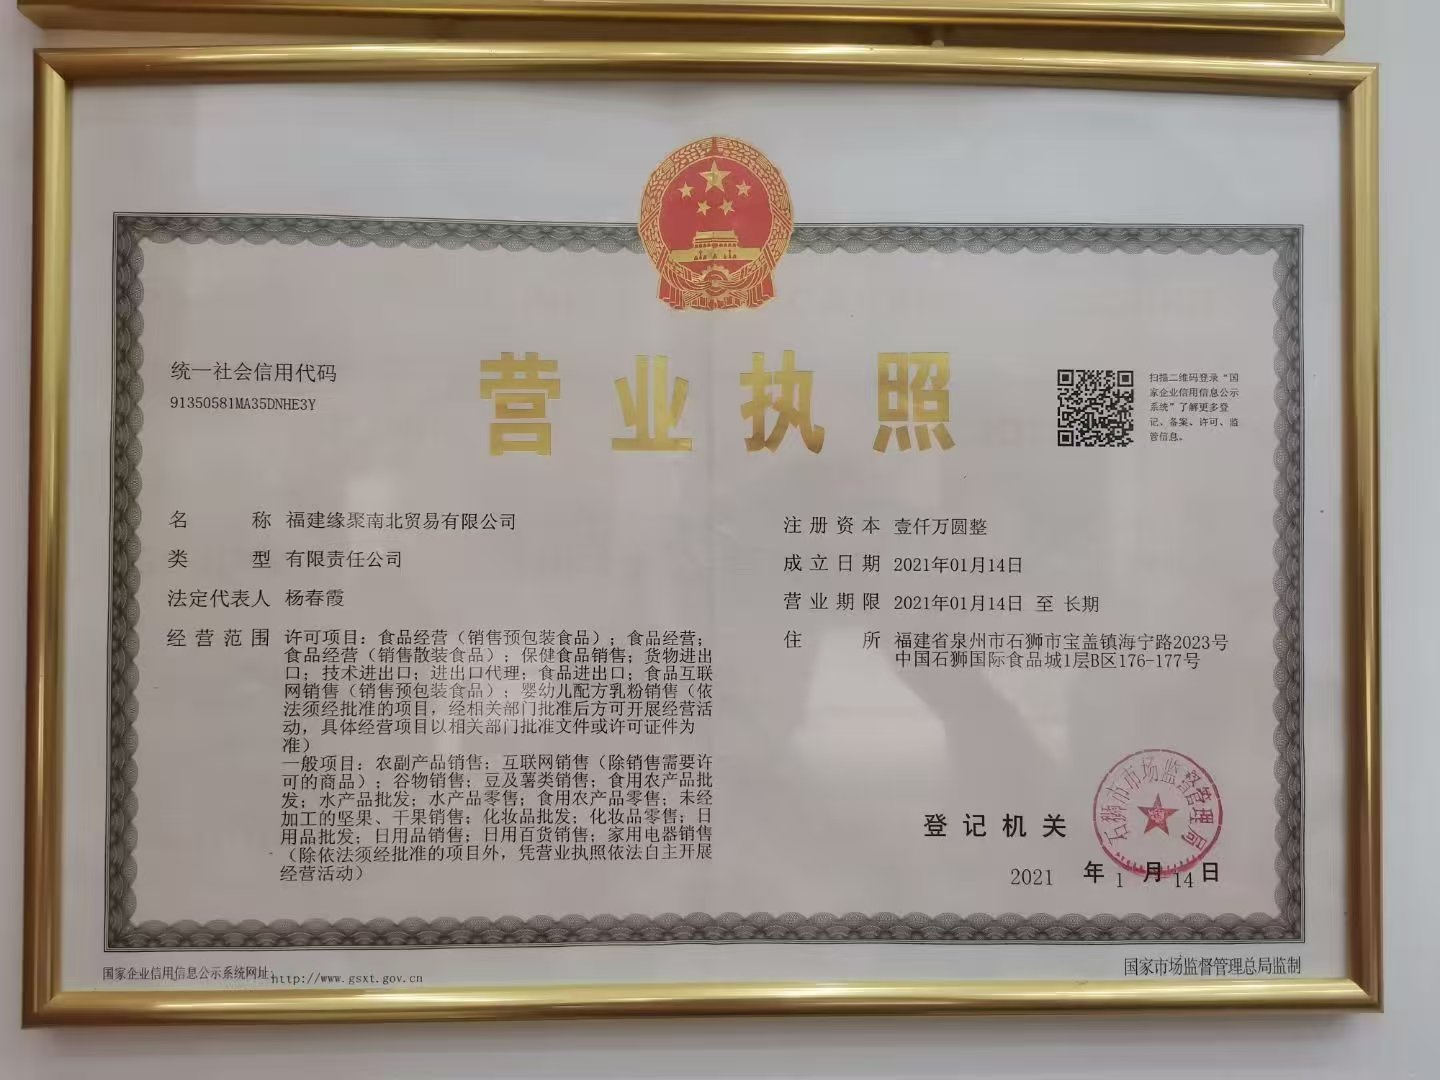 统一社会信用代码
91350581MA35DNHE3Y
营业执照
扫描二维码登录“国
家企业信用信息公示
系统”了解更多登
记、备案、许可、监
管信息。
名称 福建缘聚南北贸易有限公司
类型 有限责任公司
法定代表人 杨春霞
经营范围 许可项目：食品经营（销售预包装食品）；食品经营；
食品经营（销售散装食品）；保健食品销售；货物进出
口；技术进出口；进出口代理；食品进出口；食品互联
网销售（销售预包装食品）；婴幼儿配方乳粉销售（依
法须经批准的项目，经相关部门批准后方可开展经营活
动，具体经营项目以相关部门批准文件或许可证件为
准）
一般项目：农副产品销售；互联网销售（除销售需要许
可的商品）；谷物销售；豆及薯类销售；食用农产品批
发；水产品批发；水产品零售；食用农产品零售；未经
加工的坚果、干果销售；化妆品批发；化妆品零售；日
用品批发；日用品销售；日用百货销售；家用电器销售
（除依法须经批准的项目外，凭营业执照依法自主开展
经营活动）
注册资本 壹仟万圆整
成立日期 2021年01月14日
营业期限 2021年01月14日 至 长期
住所 福建省泉州市石狮市宝盖镇海宁路2023号
中国石狮国际食品城1层B区176-177号
登记机关
石狮市市场监督管理局
2021 年 1 月 14 日
国家企业信用信息公示系统网址：http://www.gsxt.gov.cn
国家市场监督管理总局监制